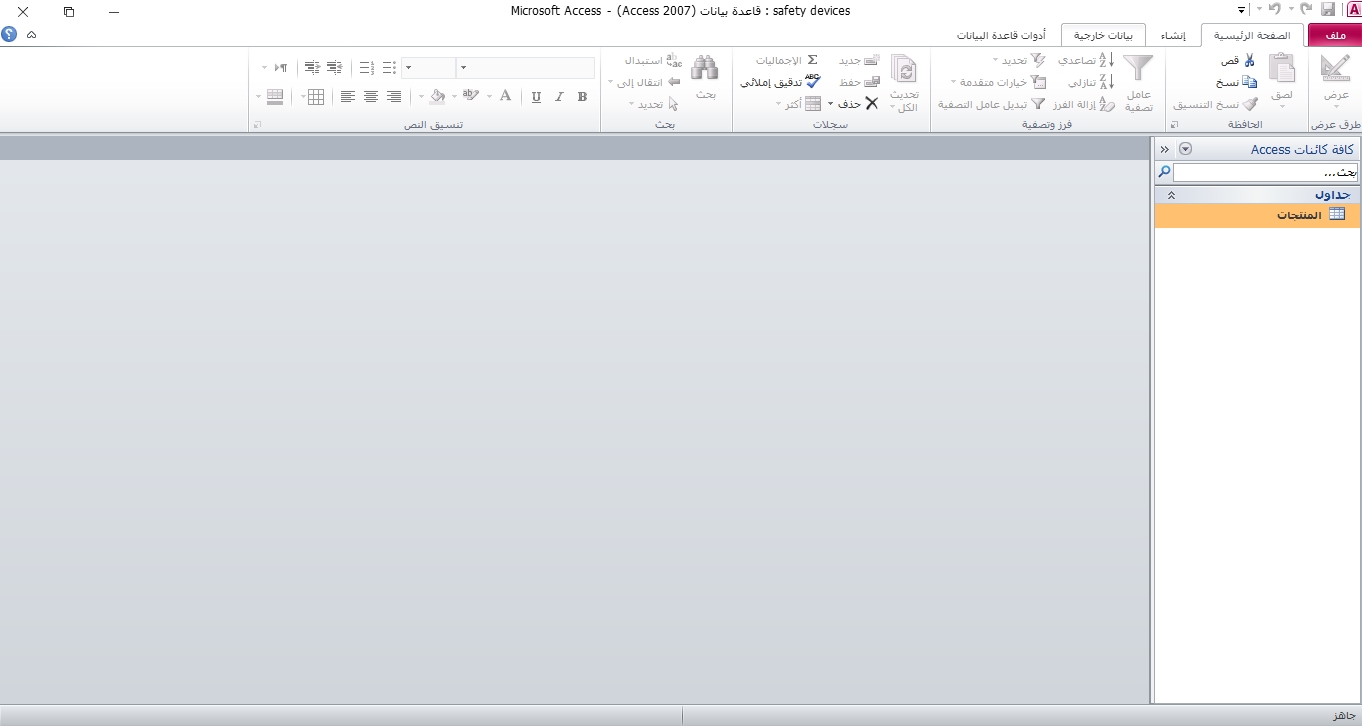 safety devices : قاعدة بيانات (Access 2007) - Microsoft Access
ملف
الصفحة الرئيسية
إنشاء
بيانات خارجية
أدوات قاعدة البيانات
عرض
طرق عرض
لصق
قص
نسخ
نسخ التنسيق
الحافظة
عامل تصفية
تصاعدي
تنازلي
إزالة الفرز
تحديد
خيارات متقدمة
تبديل عامل التصفية
فرز وتصفية
تحديث الكل
جديد
حفظ
حذف
الإجماليات
تدقيق إملائي
أكثر
سجلات
بحث
استبدال
انتقال إلى
تحديد
بحث
B I U A
تنسيق النص
كافة كائنات Access
بحث...
جداول
المنتجات
جاهز